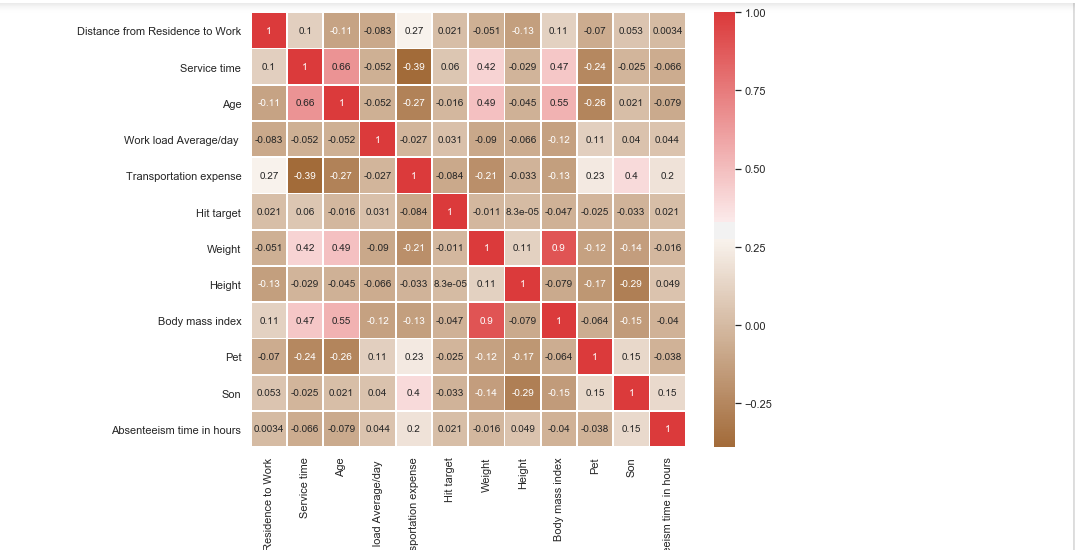 Distance from Residence to Work 1 0.1 -0.11 -0.083 0.27 0.021 -0.051 -0.13 0.11 -0.07 0.053 0.0034
Service time 0.1 1 0.66 -0.052 -0.39 0.06 0.42 -0.029 0.47 -0.24 -0.025 -0.066
Age -0.11 0.66 1 -0.052 -0.27 -0.016 0.49 -0.045 0.55 -0.26 0.021 -0.079
Work load Average/day -0.083 -0.052 -0.052 1 -0.027 0.031 -0.09 -0.066 -0.12 0.11 0.04 0.044
Transportation expense 0.27 -0.39 -0.27 -0.027 1 -0.084 -0.21 -0.033 -0.13 0.23 0.4 0.2
Hit target 0.021 0.06 -0.016 0.031 -0.084 1 -0.011 8.3e-05 -0.047 -0.025 -0.033 0.021
Weight -0.051 0.42 0.49 -0.09 -0.21 -0.011 1 0.11 0.9 -0.12 -0.14 -0.016
Height -0.13 -0.029 -0.045 -0.066 -0.033 8.3e-05 0.11 1 -0.079 -0.17 -0.29 0.049
Body mass index 0.11 0.47 0.55 -0.12 -0.13 -0.047 0.9 -0.079 1 -0.064 -0.15 -0.04
Pet -0.07 -0.24 -0.26 0.11 0.23 -0.025 -0.12 -0.17 -0.064 1 0.15 -0.038
Son 0.053 -0.025 0.021 0.04 0.4 -0.033 -0.14 -0.29 -0.15 0.15 1 0.15
Absenteeism time in hours 0.0034 -0.066 -0.079 0.044 0.2 0.021 -0.016 0.049 -0.04 -0.038 0.15 1
Residence to Work
Service time
Age
load Average/day
sportation expense
Hit target
Weight
Height
Body mass index
Pet
Son
eism time in hours
1.00
0.75
0.50
0.25
0.00
−0.25